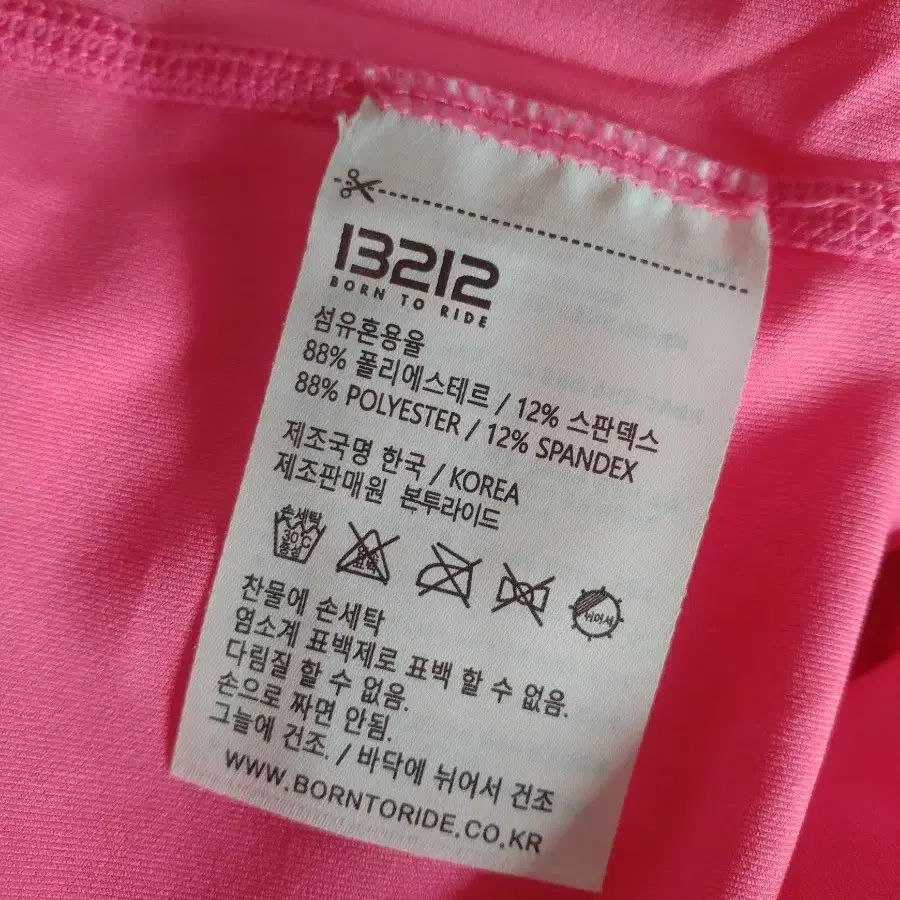 13212
BORN TO RIDE
섬유혼용율
88% 폴리에스테르 / 12% 스판덱스
88% POLYESTER / 12% SPANDEX
제조국명 한국 / KOREA
제조판매원 본투라이드
손세탁
30℃
중성
염소
표백
뉘어서
찬물에 손세탁
염소계 표백제로 표백 할 수 없음.
다림질 할 수 없음.
손으로 짜면 안됨.
그늘에 건조. / 바닥에 뉘어서 건조
WWW.BORNTORIDE.CO.KR